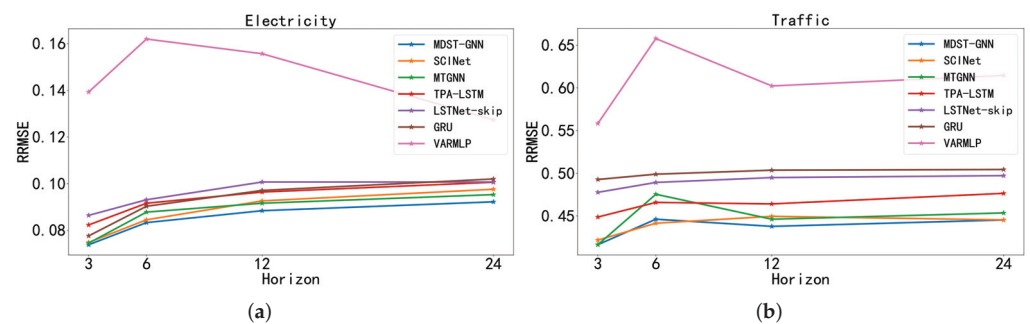 Electricity
RRMSE
0.16
0.14
0.12
0.10
0.08
3 6 12 24
Horizon
MDST-GNN
SCINet
MTGNN
TPA-LSTM
LSTNet-skip
GRU
VARMLP
(a)
Traffic
RRMSE
0.65
0.60
0.55
0.50
0.45
3 6 12 24
Horizon
MDST-GNN
SCINet
MTGNN
TPA-LSTM
LSTNet-skip
GRU
VARMLP
(b)